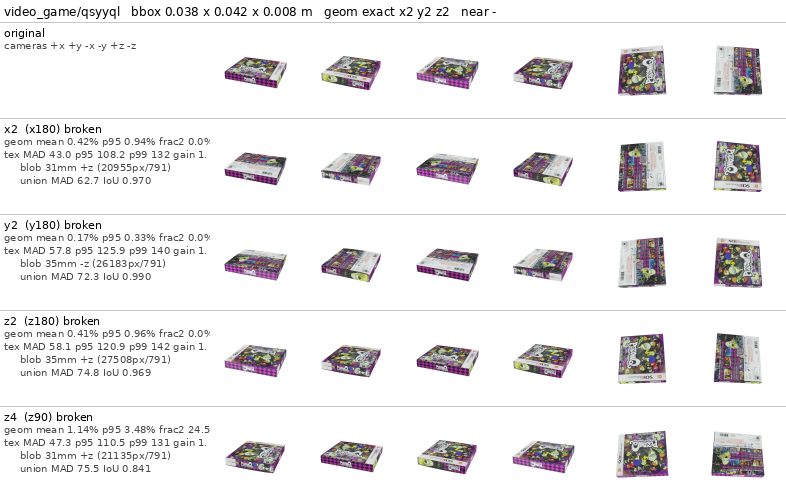 video_game/qsyyql bbox 0.038 x 0.042 x 0.008 m geom exact x2 y2 z2 near -
original
cameras +x +y -x -y +z -z
x2 (x180) broken
geom mean 0.42% p95 0.94% frac2 0.0%
tex MAD 43.0 p95 108.2 p99 132 gain 1.
blob 31mm +z (20955px/791)
union MAD 62.7 IoU 0.970
y2 (y180) broken
geom mean 0.17% p95 0.33% frac2 0.0%
tex MAD 57.8 p95 125.9 p99 140 gain 1.
blob 35mm -z (26183px/791)
union MAD 72.3 IoU 0.990
z2 (z180) broken
geom mean 0.41% p95 0.96% frac2 0.0%
tex MAD 58.1 p95 120.9 p99 142 gain 1.
blob 35mm +z (27508px/791)
union MAD 74.8 IoU 0.969
z4 (z90) broken
geom mean 1.14% p95 3.48% frac2 24.5
tex MAD 47.3 p95 110.5 p99 131 gain 1.
blob 31mm +z (21135px/791)
union MAD 75.5 IoU 0.841